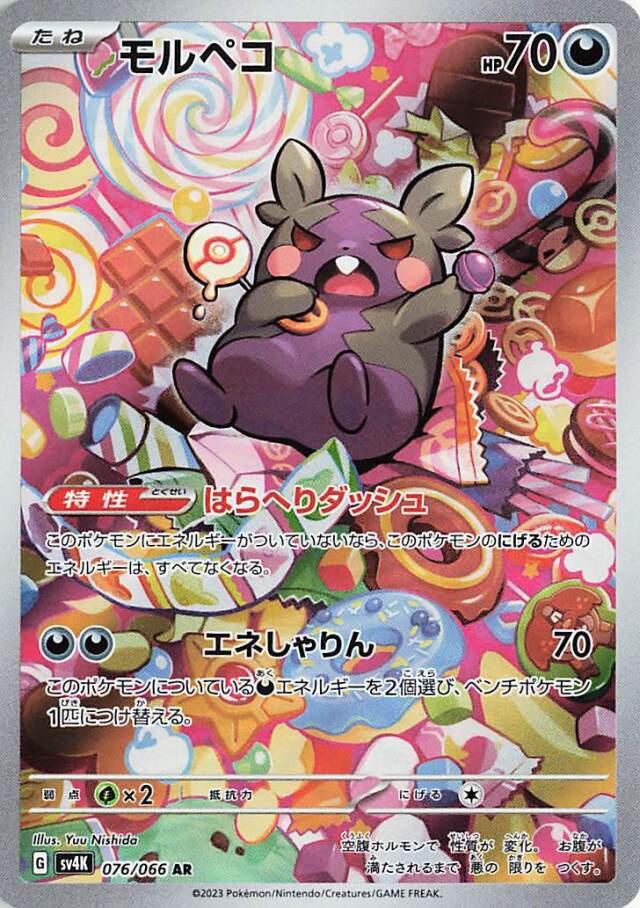 たね モルペコ HP70
特性 とくせい はらへりダッシュ
このポケモンにエネルギーがついていないなら、このポケモンのにげるための
エネルギーは、すべてなくなる。
エネしゃりん 70
このポケモンについている悪エネルギーを2個選び、ベンチポケモン
1匹につけ替える。
弱点 ×2 抵抗力 にげる
Illus. Yuu Nishida
空腹ホルモンで 性質が 変化。 お腹が
満たされるまで 悪の 限りを つくす。
G sv4K 076/066 AR
©2023 Pokémon/Nintendo/Creatures/GAME FREAK.